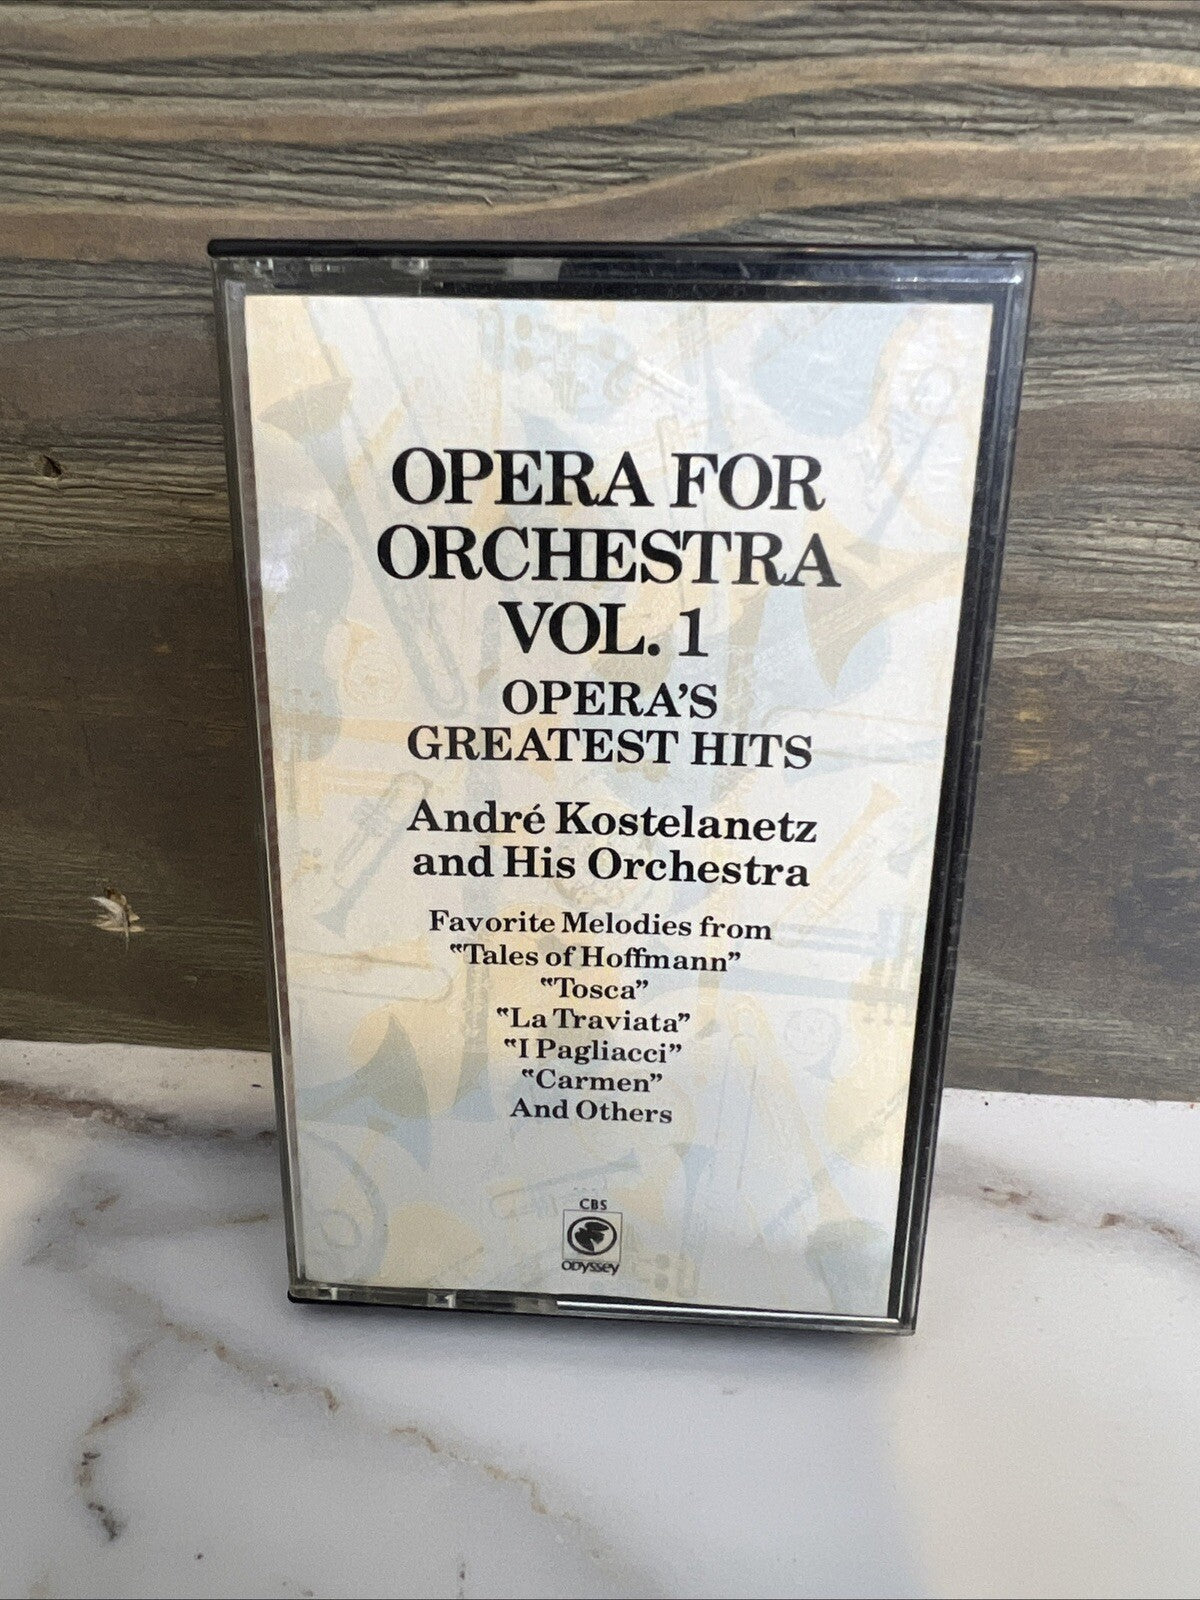 OPERA FOR
ORCHESTRA
VOL. 1
OPERA'S
GREATEST HITS
André Kostelanetz
and His Orchestra
Favorite Melodies from
"Tales of Hoffmann"
"Tosca"
"La Traviata"
"I Pagliacci"
"Carmen"
And Others
CBS
ODYSSEY